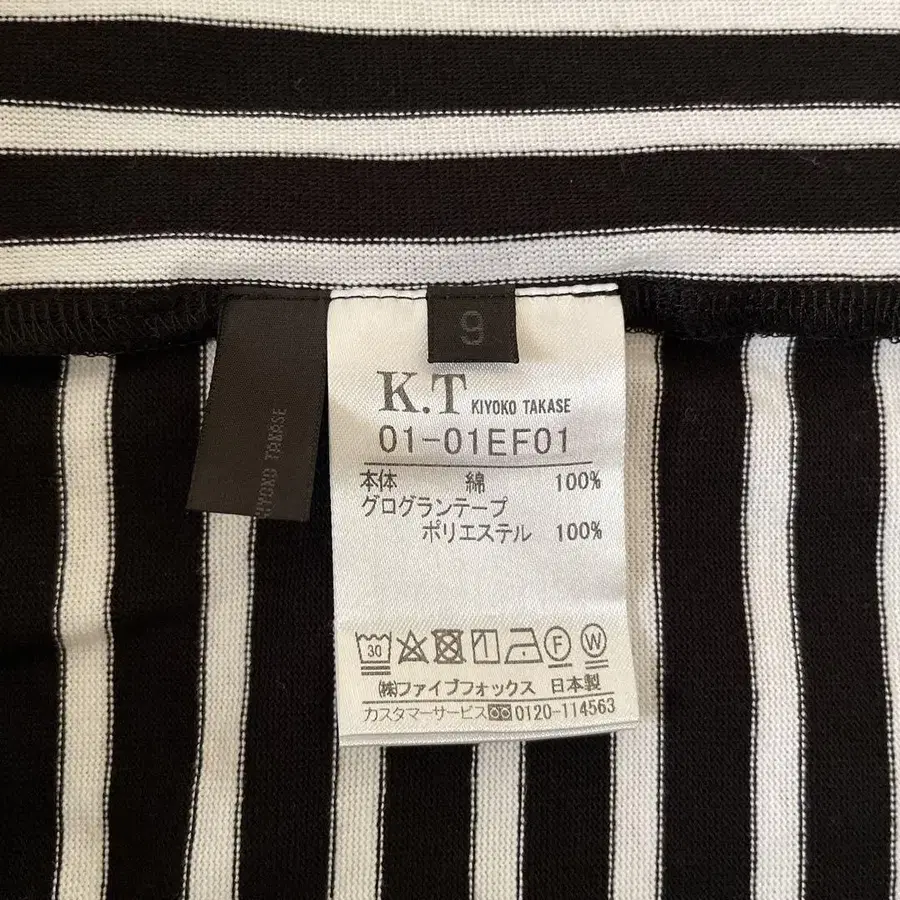 9
K.T KIYOKO TAKASE
01-01EF01
本体 綿 100%
グログランテープ
ポリエステル 100%
30 F W
㈱ファイブフォックス 日本製
カスタマーサービス 0120-114563
KIYOKO TAKASE